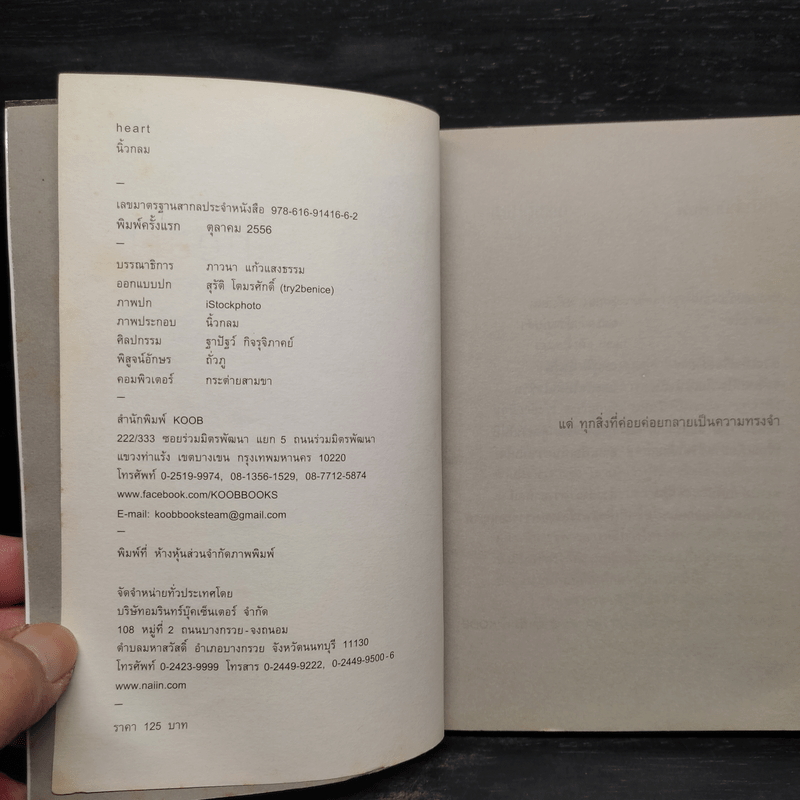 heart
นิ้วกลม
–
เลขมาตรฐานสากลประจำหนังสือ 978-616-91416-6-2
พิมพ์ครั้งแรก ตุลาคม 2556
–
บรรณาธิการ ภาวนา แก้วแสงธรรม
ออกแบบปก สุรัติ โตมรศักดิ์ (try2benice)
ภาพปก iStockphoto
ภาพประกอบ นิ้วกลม
ศิลปกรรม ฐาปัฐว์ กิจรุจิภาคย์
พิสูจน์อักษร ถั่วภู
คอมพิวเตอร์ กระต่ายสามขา
–
สำนักพิมพ์ KOOB
222/333 ซอยร่วมมิตรพัฒนา แยก 5 ถนนร่วมมิตรพัฒนา
แขวงท่าแร้ง เขตบางเขน กรุงเทพมหานคร 10220
โทรศัพท์ 0-2519-9974, 08-1356-1529, 08-7712-5874
www.facebook.com/KOOBBOOKS
E-mail: koobbooksteam@gmail.com
–
พิมพ์ที่ ห้างหุ้นส่วนจำกัดภาพพิมพ์
จัดจำหน่ายทั่วประเทศโดย
บริษัทอมรินทร์บุ๊คเซ็นเตอร์ จำกัด
108 หมู่ที่ 2 ถนนบางกรวย-จงถนอม
ตำบลมหาสวัสดิ์ อำเภอบางกรวย จังหวัดนนทบุรี 11130
โทรศัพท์ 0-2423-9999 โทรสาร 0-2449-9222, 0-2449-9500-6
www.naiin.com
–
ราคา 125 บาท
แต่ ทุกสิ่งที่ค่อยค่อยกลายเป็นความทรงจำ